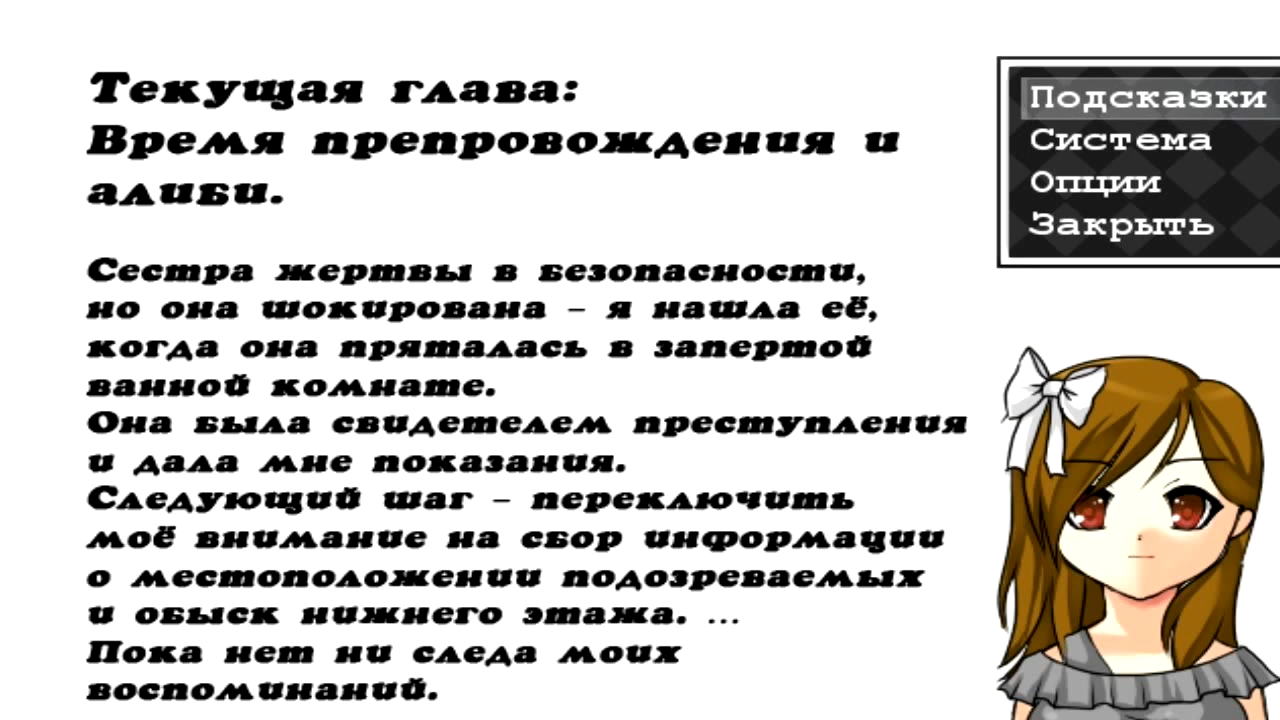 Текущая глава:
Время препровождения и
алиби.
Сестра жертвы в безопасности,
но она шокирована – я нашла её,
когда она пряталась в запертой
ванной комнате.
Она была свидетелем преступления
и дала мне показания.
Следующий шаг – переключить
моё внимание на сбор информации
о местоположении подозреваемых
и обыск нижнего этажа. ...
Пока нет ни следа моих
воспоминаний.
Подсказки
Система
Опции
Закрыть